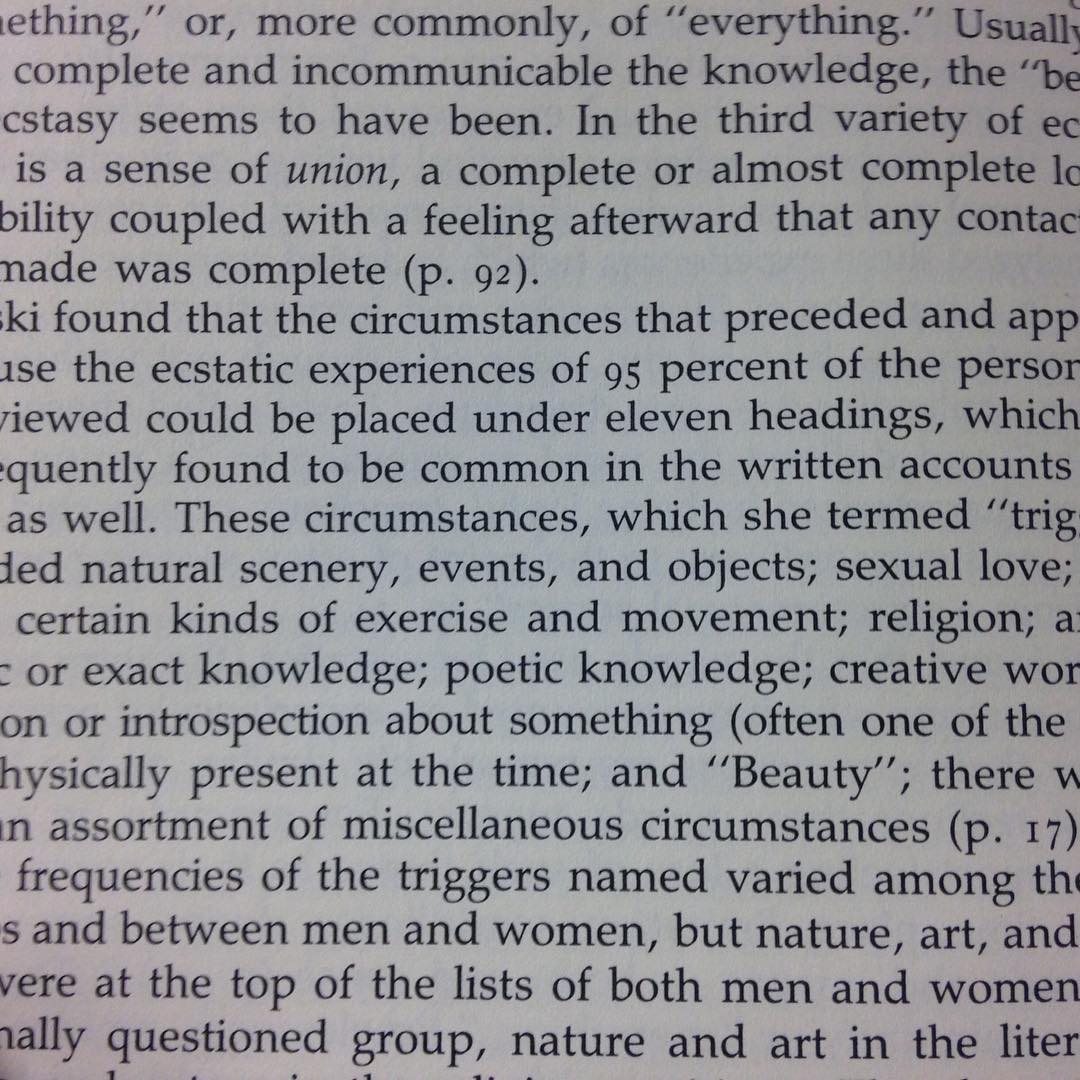 nething,” or, more commonly, of “everything.” Usually
complete and incommunicable the knowledge, the “be
cstasy seems to have been. In the third variety of ec
is a sense of union, a complete or almost complete lo
bility coupled with a feeling afterward that any contac
made was complete (p. 92).
ski found that the circumstances that preceded and app
use the ecstatic experiences of 95 percent of the person
viewed could be placed under eleven headings, which
equently found to be common in the written accounts
as well. These circumstances, which she termed “trig
ded natural scenery, events, and objects; sexual love;
certain kinds of exercise and movement; religion; a
c or exact knowledge; poetic knowledge; creative wor
on or introspection about something (often one of the
hysically present at the time; and “Beauty”; there w
an assortment of miscellaneous circumstances (p. 17)
frequencies of the triggers named varied among the
s and between men and women, but nature, art, and
were at the top of the lists of both men and women
nally questioned group, nature and art in the liter